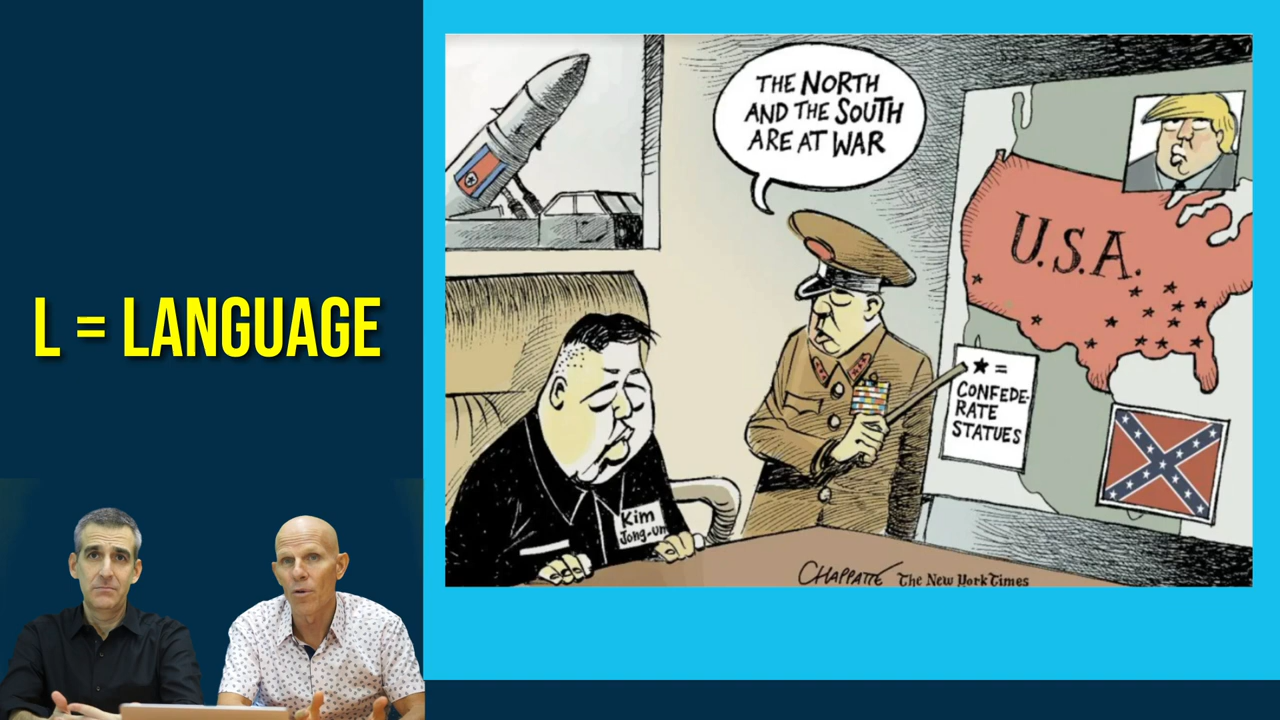 L = LANGUAGE
THE NORTH
AND THE SOUTH
ARE AT WAR
U.S.A.
★ =
CONFEDE-
RATE
STATUES
Kim
Jong-un
CHAPPATTE The New York Times